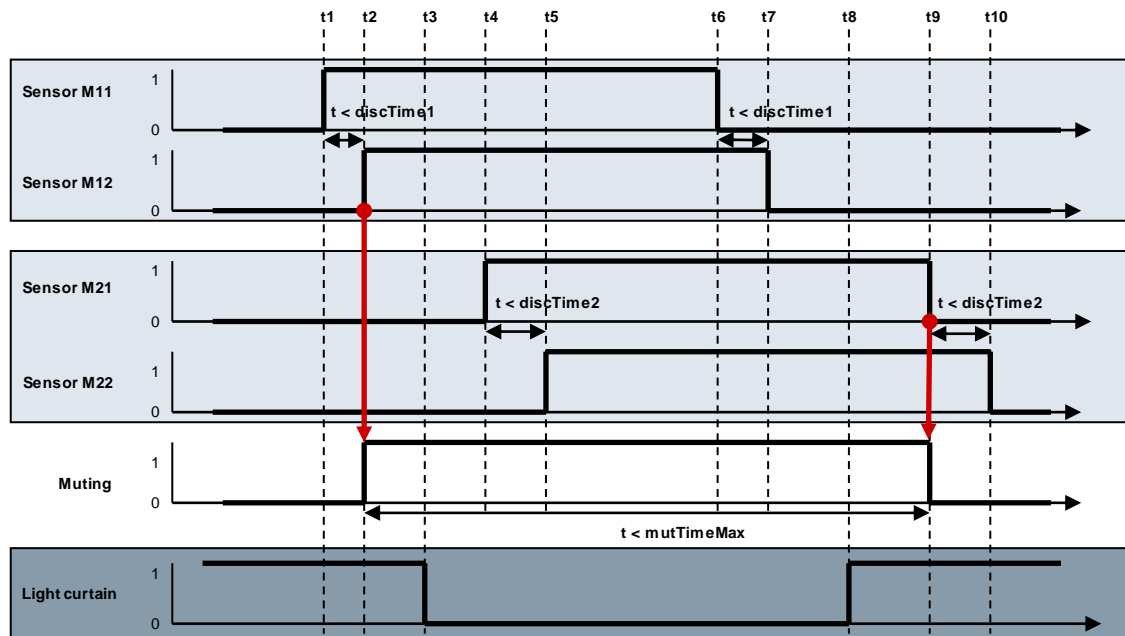 t1 t2 t3 t4 t5 t6 t7 t8 t9 t10
Sensor M11
1
0
t < discTime1
t < discTime1
Sensor M12
1
0
Sensor M21
1
0
t < discTime2
t < discTime2
Sensor M22
1
0
Muting
1
0
t < mutTimeMax
Light curtain
1
0